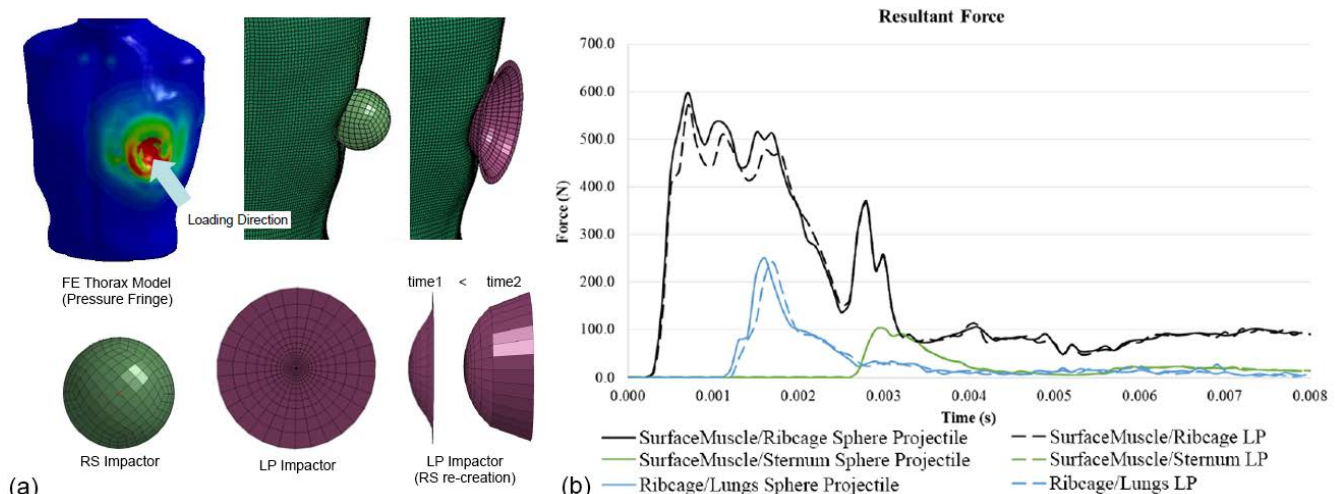 Loading Direction
FE Thorax Model
(Pressure Fringe)
time1 < time2
RS Impactor
LP Impactor
LP Impactor
(RS re-creation)
(a)
Resultant Force
Force (N)
700.0
600.0
500.0
400.0
300.0
200.0
100.0
0.0
0.000 0.001 0.002 0.003 0.004 0.005 0.006 0.007 0.008
Time (s)
SurfaceMuscle/Ribcage Sphere Projectile
SurfaceMuscle/Ribcage LP
SurfaceMuscle/Sternum Sphere Projectile
SurfaceMuscle/Sternum LP
Ribcage/Lungs Sphere Projectile
Ribcage/Lungs LP
(b)